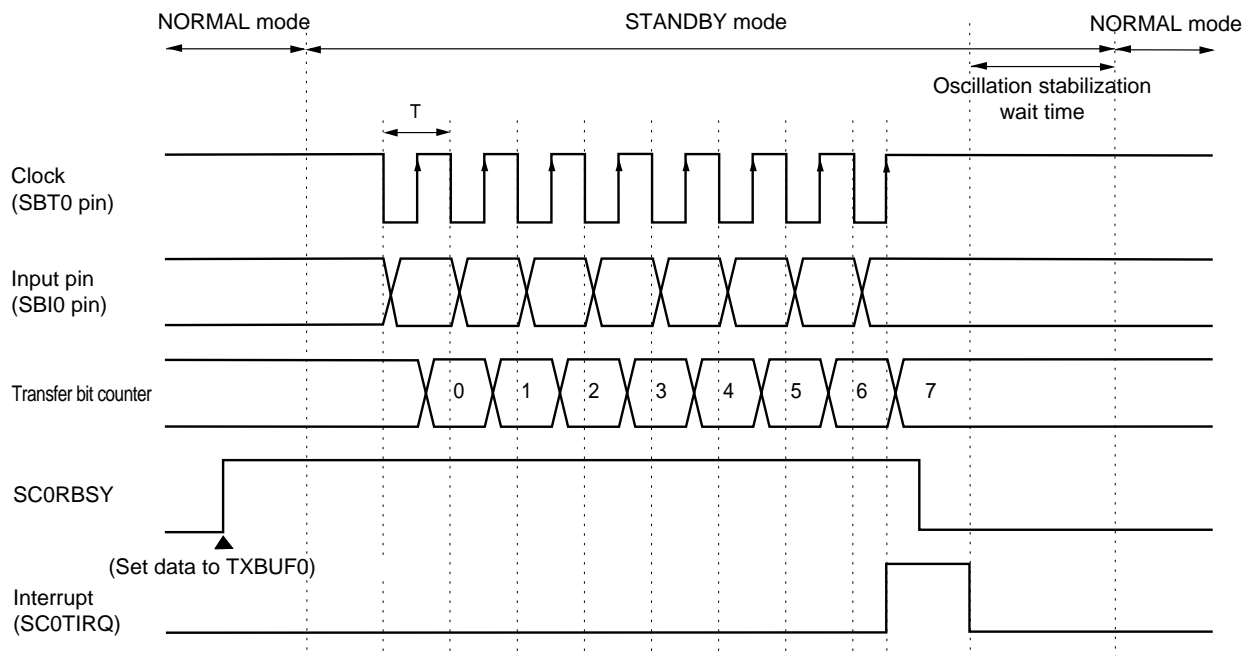 NORMAL mode
STANDBY mode
NORMAL mode
Oscillation stabilization
wait time
T
Clock
(SBT0 pin)
Input pin
(SBI0 pin)
Transfer bit counter
0 1 2 3 4 5 6 7
SC0RBSY
(Set data to TXBUF0)
Interrupt
(SC0TIRQ)